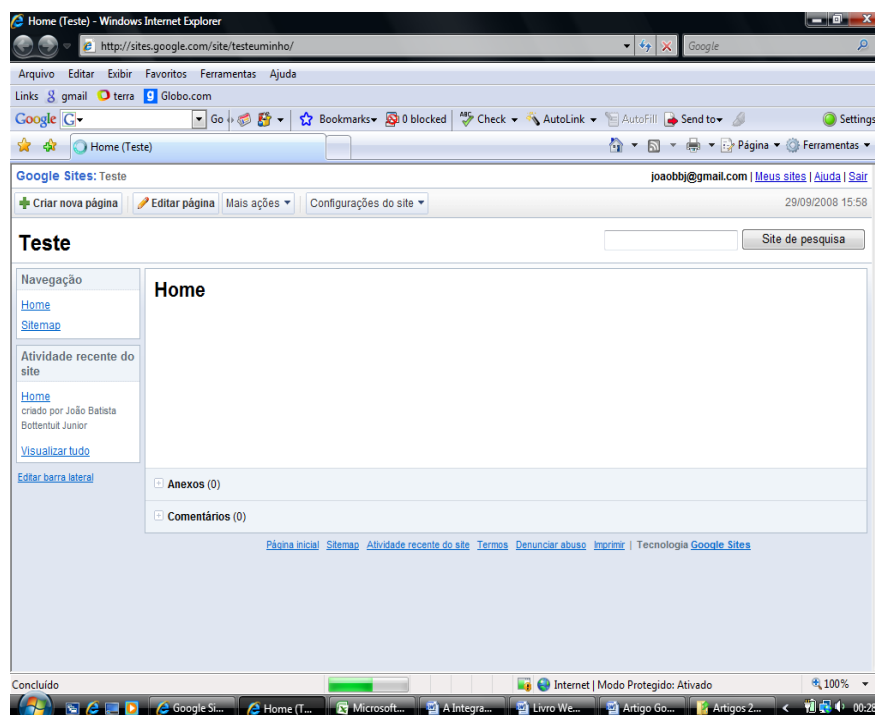 Home (Teste) - Windows Internet Explorer
http://sites.google.com/site/testeuminho/
Google
Arquivo Editar Exibir Favoritos Ferramentas Ajuda
Links gmail terra Globo.com
Google G Go Bookmarks 0 blocked ABC Check AutoLink AutoFill Send to Settings
Home (Teste) Página Ferramentas
Google Sites: Teste joaobbj@gmail.com | Meus sites | Ajuda | Sair
Criar nova página Editar página Mais ações Configurações do site 29/09/2008 15:58
Teste Site de pesquisa
Navegação
Home
Sitemap
Atividade recente do
site
Home
criado por João Batista
Bottentuit Junior
Visualizar tudo
Editar barra lateral
Home
Anexos (0)
Comentários (0)
Página inicial Sitemap Atividade recente do site Termos Denunciar abuso Imprimir | Tecnologia Google Sites
Concluído Internet | Modo Protegido: Ativado 100%
Google Si... Home (T... Microsoft... A Integra... Livro We... Artigo Go... Artigos 2... < 00:28